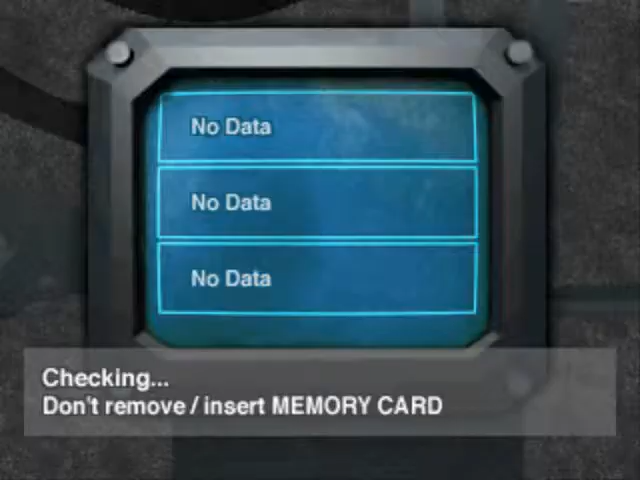 No Data
No Data
No Data
Checking...
Don't remove / insert MEMORY CARD